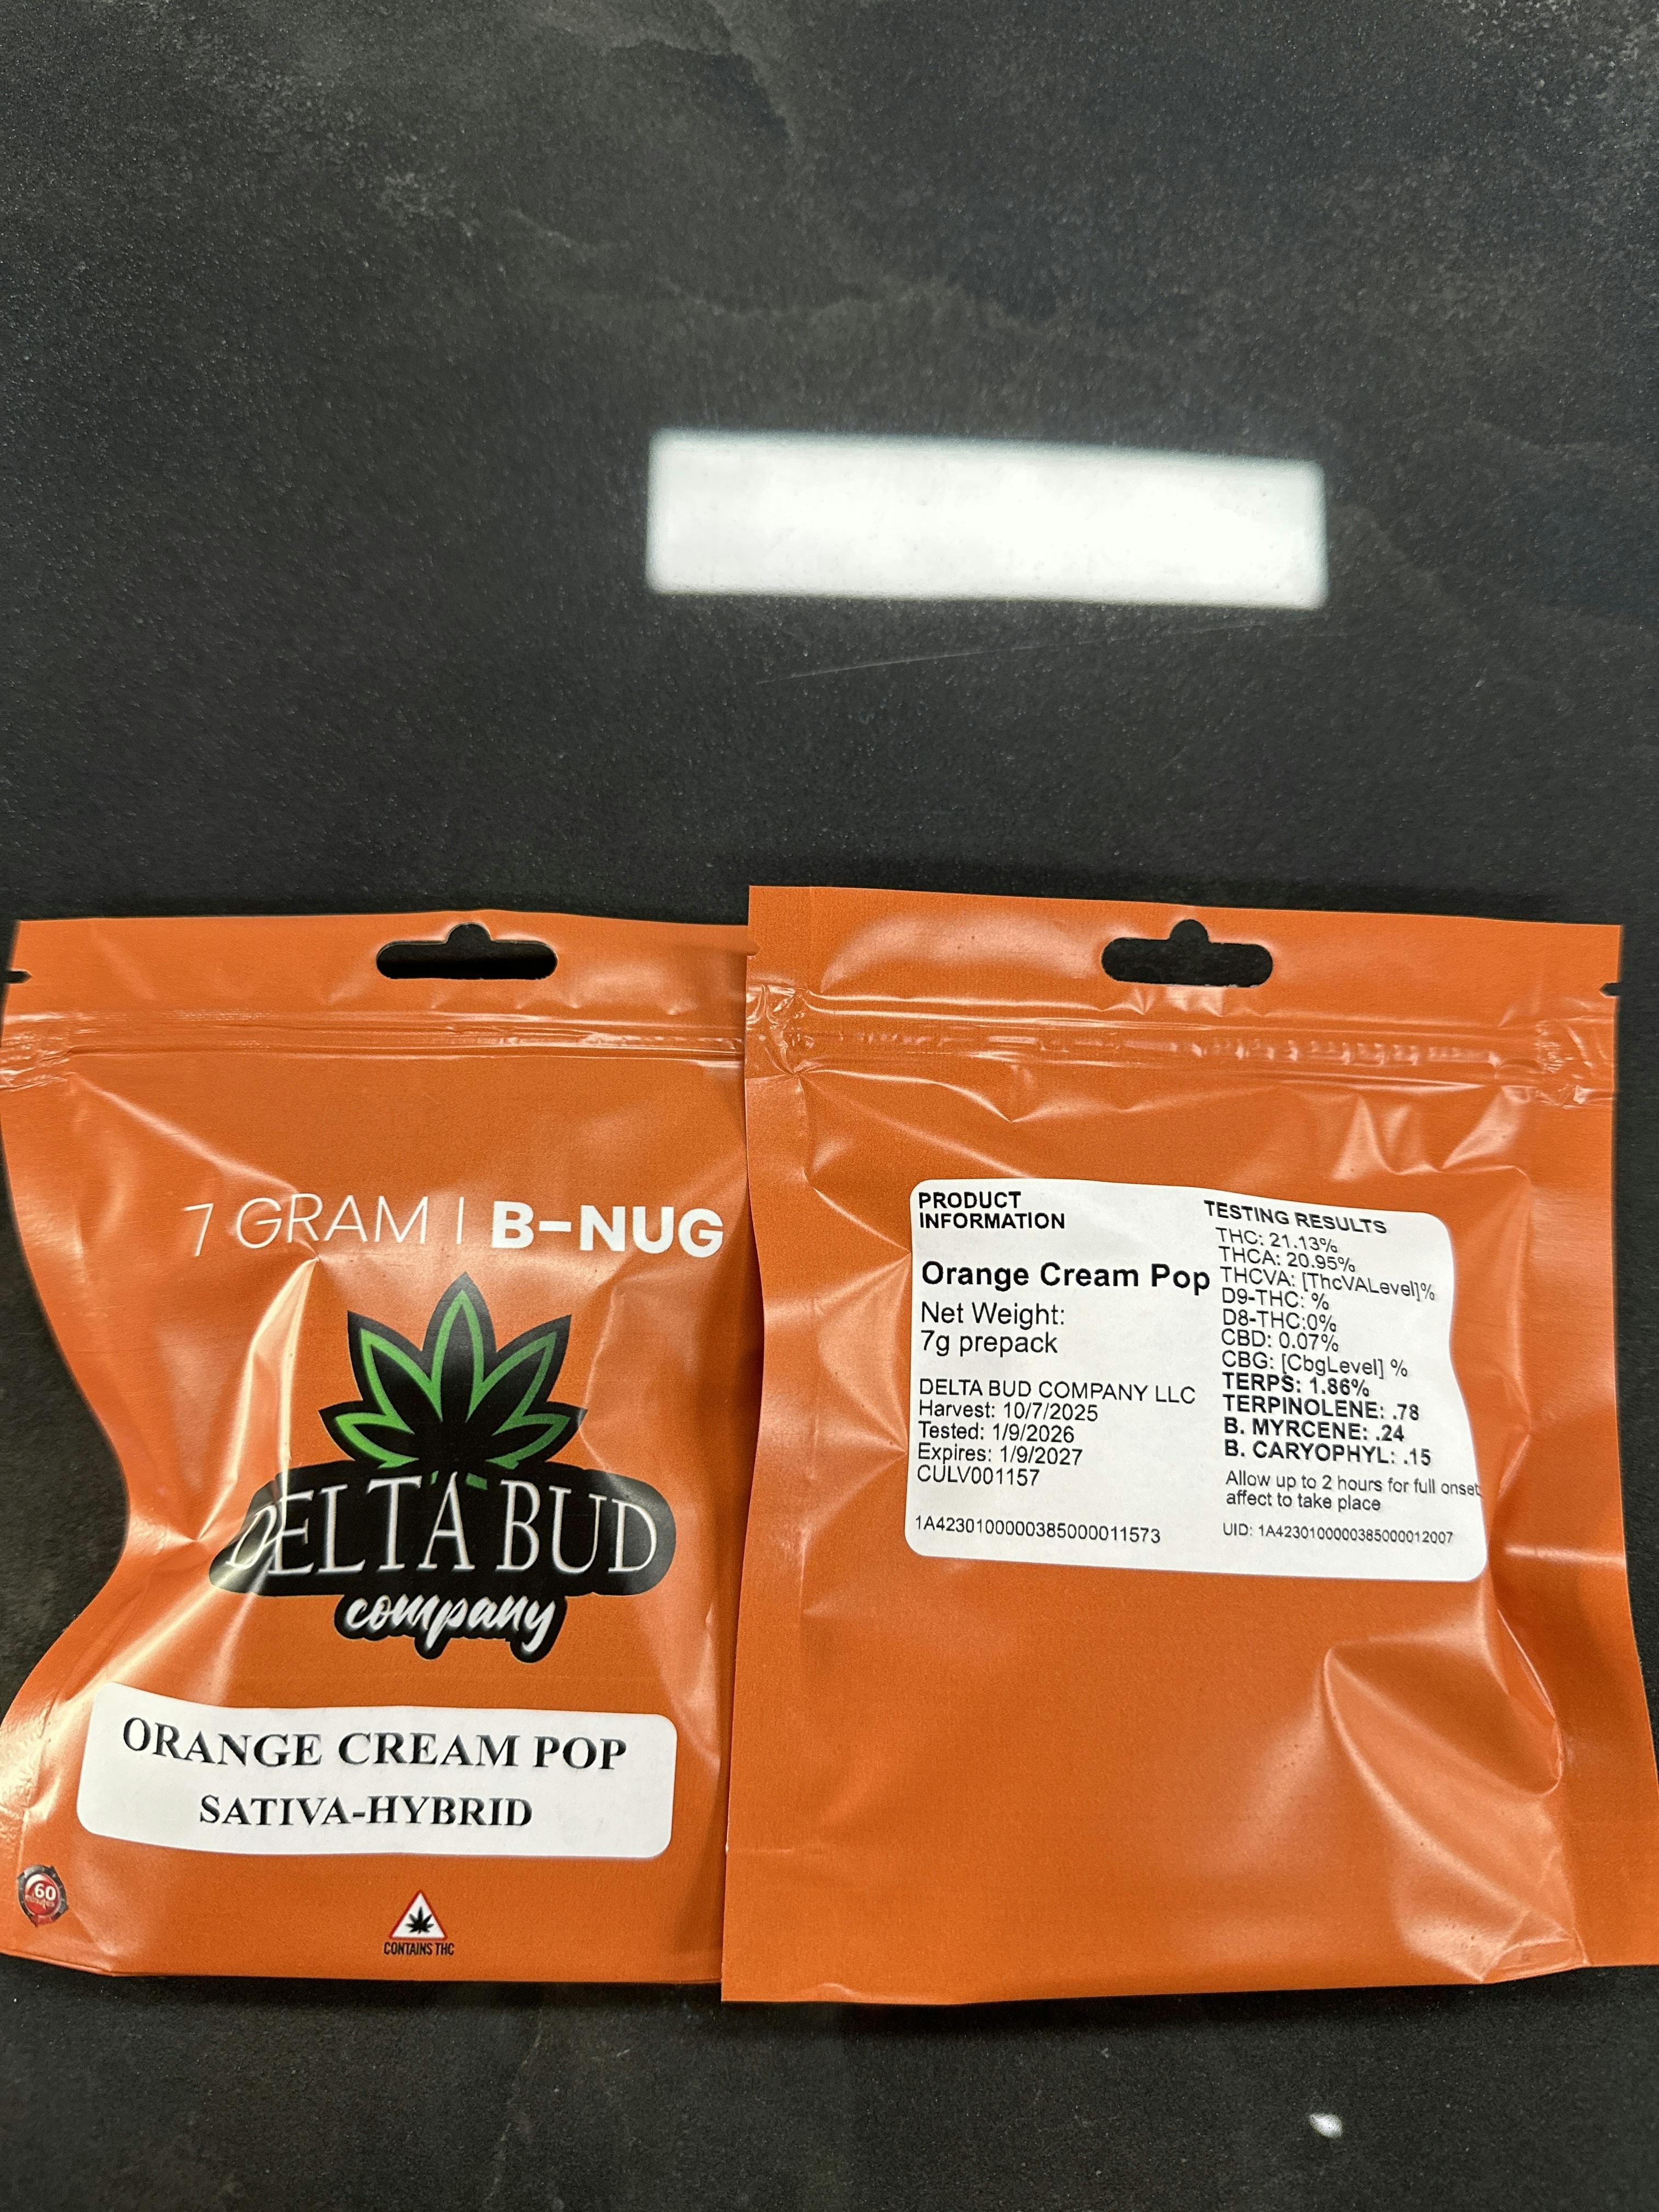 7 GRAM | B-NUG
DELTA BUD
company
ORANGE CREAM POP
SATIVA-HYBRID
60
CONTAINS THC
PRODUCT
INFORMATION
Orange Cream Pop
Net Weight:
7g prepack
DELTA BUD COMPANY LLC
Harvest: 10/7/2025
Tested: 1/9/2026
Expires: 1/9/2027
CULV001157
1A4230100000385000011573
TESTING RESULTS
THC: 21.13%
THCA: 20.95%
THCVA: [ThcVALevel]%
D9-THC: %
D8-THC:0%
CBD: 0.07%
CBG: [CbgLevel] %
TERPS: 1.86%
TERPINOLENE: .78
B. MYRCENE: .24
B. CARYOPHYL: .15
Allow up to 2 hours for full onset
affect to take place
UID: 1A4230100000385000012007